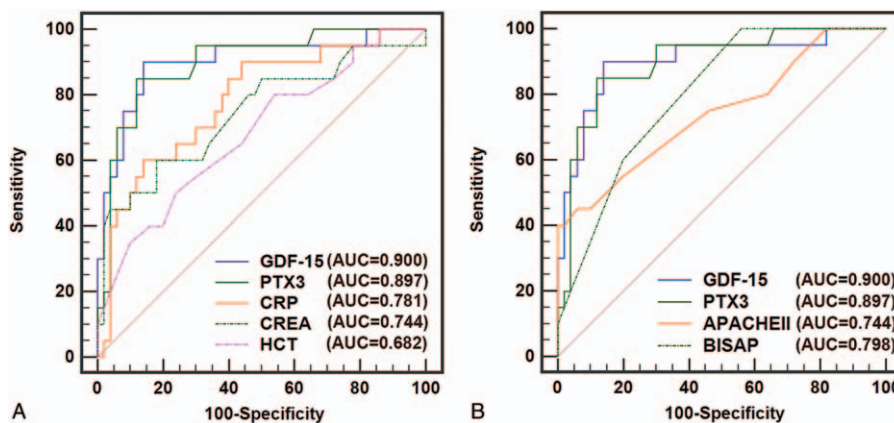 100
80
60
40
20
0
Sensitivity
GDF-15 (AUC=0.900)
PTX3 (AUC=0.897)
CRP (AUC=0.781)
CREA (AUC=0.744)
HCT (AUC=0.682)
0 20 40 60 80 100
100-Specificity
A
100
80
60
40
20
0
Sensitivity
GDF-15 (AUC=0.900)
PTX3 (AUC=0.897)
APACHEII (AUC=0.744)
BISAP (AUC=0.798)
0 20 40 60 80 100
100-Specificity
B